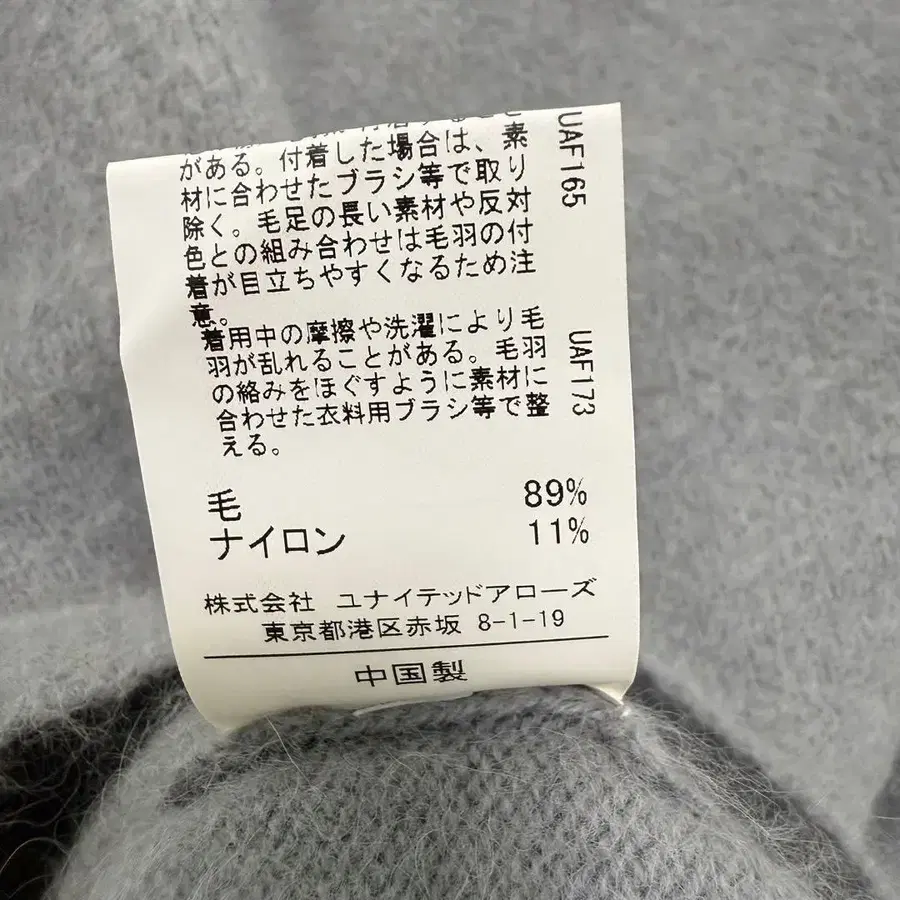 がある。付着した場合は、素
材に合わせたブラシ等で取り
除く。毛足の長い素材や反対
色との組み合わせは毛羽の付
着が目立ちやすくなるため注
意。
UAF165
着用中の摩擦や洗濯により毛
羽が乱れることがある。毛羽
の絡みをほぐすように素材に
合わせた衣料用ブラシ等で整
える。
UAF173
毛 89%
ナイロン 11%
株式会社 ユナイテッドアローズ
東京都港区赤坂 8-1-19
中国製